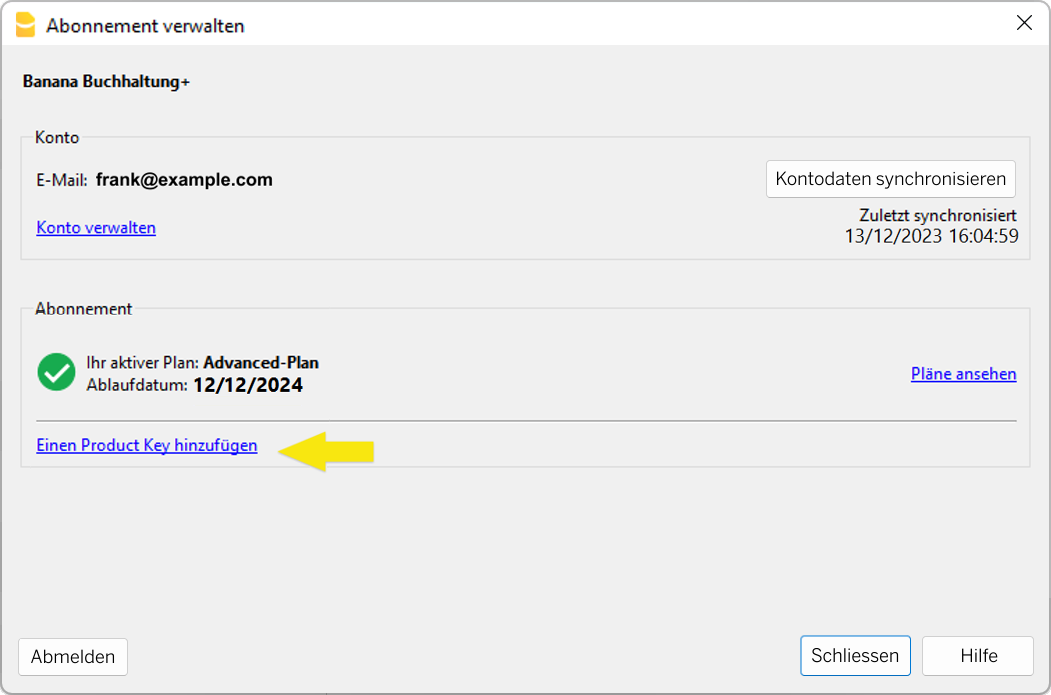 Abonnement verwalten
Banana Buchhaltung+
Konto
E-Mail: frank@example.com
Kontodaten synchronisieren
Zuletzt synchronisiert
Konto verwalten
13/12/2023 16:04:59
Abonnement
Ihr aktiver Plan: Advanced-Plan
Ablaufdatum: 12/12/2024
Pläne ansehen
Einen Product Key hinzufügen
Abmelden
Schliessen
Hilfe